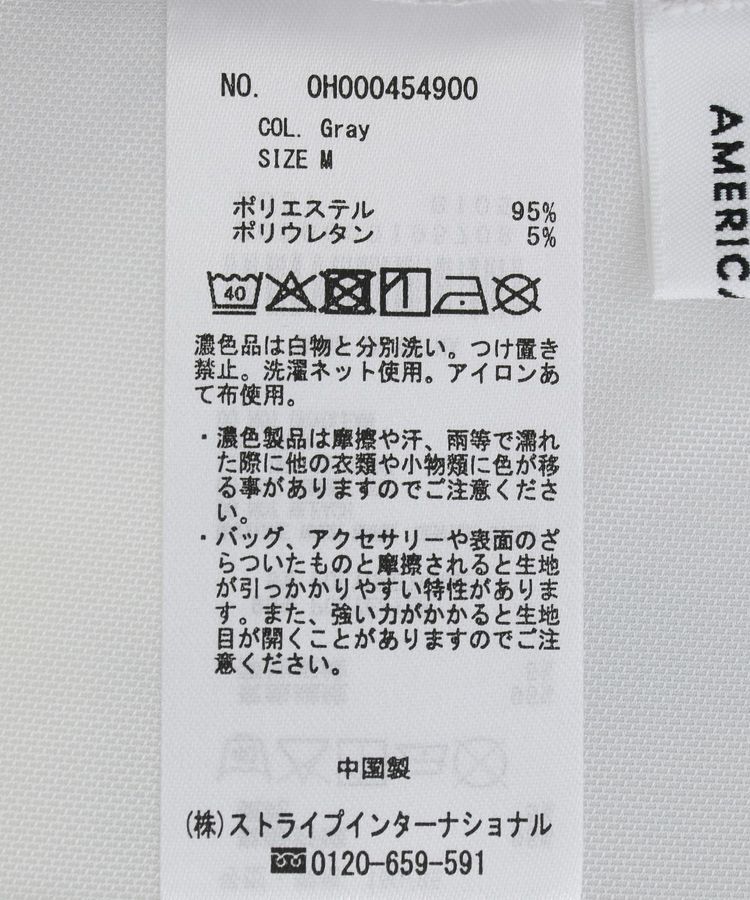 NO. OH000454900
COL. Gray
SIZE M
ポリエステル 95%
ポリウレタン 5%
40
濃色品は白物と分別洗い。つけ置き
禁止。洗濯ネット使用。アイロンあ
て布使用。
・濃色製品は摩擦や汗、雨等で濡れ
た際に他の衣類や小物類に色が移
る事がありますのでご注意くださ
い。
・バッグ、アクセサリーや表面のざ
らついたものと摩擦されると生地
が引っかかりやすい特性がありま
す。また、強い力がかかると生地
目が開くことがありますのでご注
意ください。
中国製
(株)ストライプインターナショナル
0120-659-591
AMERICA